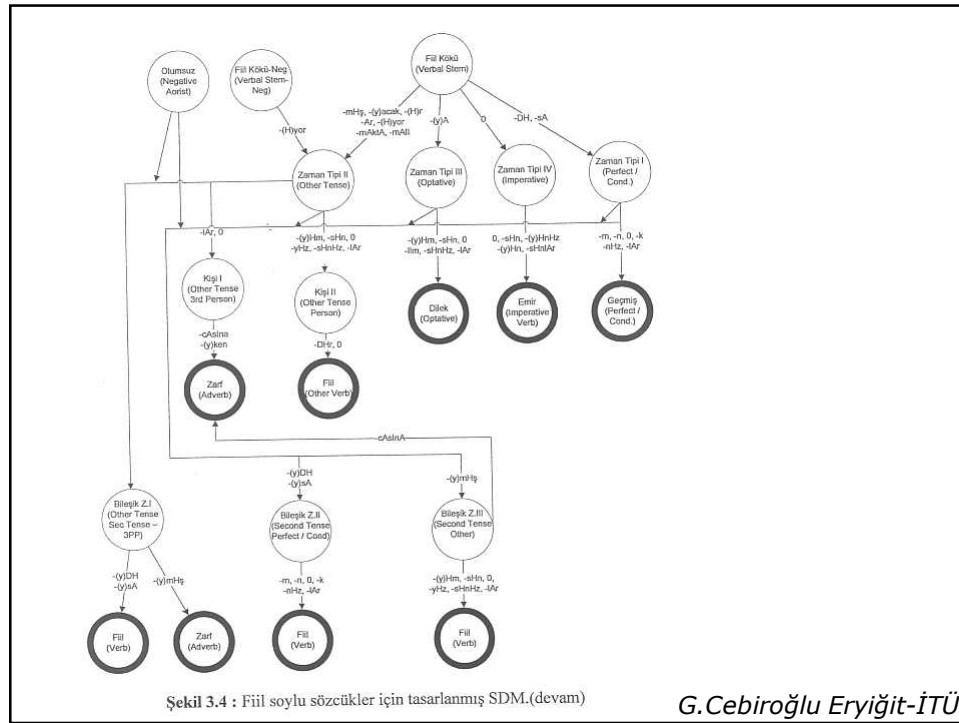 Olumsuz
(Negative
Aorist)
Fiil Kökü-Neg
(Verbal Stem-
Neg)
Fiil Kökü
(Verbal Stem)
-(H)yor
-mHş, -(y)acak, -(H)r
-Ar, -(H)yor
-mAktA, -mAlI
-(y)A
0
-DH, -sA
Zaman Tipi II
(Other Tense)
Zaman Tipi III
(Optative)
Zaman Tipi IV
(Imperative)
Zaman Tipi I
(Perfect /
Cond.)
-lAr, 0
-(y)Hm, -sHn, 0
-yHz, -sHnHz, -lAr
-(y)Hm, -sHn, 0
-lIm, -sHnHz, -lAr
0, -sHn, -(y)HnHz
-(y)Hn, -sHnlAr
-m, -n, 0, -k
-nHz, -lAr
Kişi I
(Other Tense
3rd Person)
Kişi II
(Other Tense
Person)
Dilek
(Optative)
Emir
(Imperative
Verb)
Geçmiş
(Perfect /
Cond.)
-cAsIna
-(y)ken
-DHr, 0
Zarf
(Adverb)
Fiil
(Other Verb)
cAsInA
-(y)DH
-(y)sA
-(y)mHş
Bileşik Z.I
(Other Tense
Sec Tense –
3PP)
Bileşik Z.II
(Second Tense
Perfect / Cond)
Bileşik Z.III
(Second Tense
Other)
-(y)DH
-(y)sA
-(y)mHş
-m, -n, 0, -k
-nHz, -lAr
-(y)Hm, -sHn, 0,
-yHz, -sHnHz, -lAr
Fiil
(Verb)
Zarf
(Adverb)
Fiil
(Verb)
Fiil
(Verb)
Şekil 3.4 : Fiil soylu sözcükler için tasarlanmış SDM.(devam)
G.Cebiroğlu Eryiğit-İTÜ